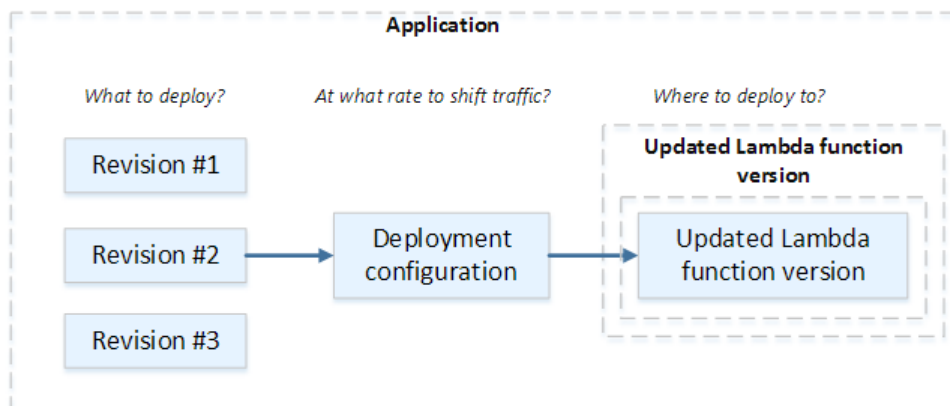 Application
What to deploy?
At what rate to shift traffic?
Where to deploy to?
Updated Lambda function
version
Revision #1
Revision #2
Revision #3
Deployment
configuration
Updated Lambda
function version